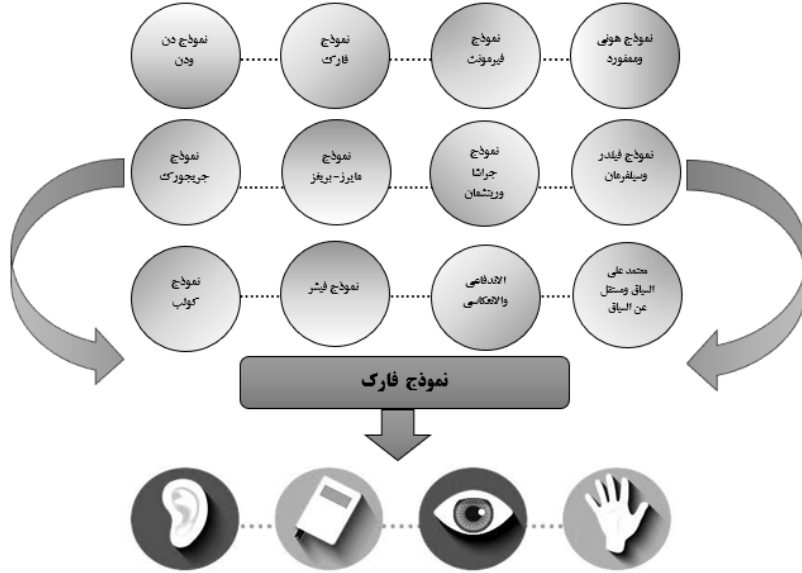 نموذج هوني
وممفورد
نموذج
فيرمونت
نموذج
فارك
نموذج دن
ودن
نموذج فيلدر
وسيلفرمان
نموذج
جراشا
وريتشمان
نموذج
مايرز-بريغز
نموذج
جريجورك
معتمد على
السياق ومستقل
عن السياق
الاندفاعي
والانعكاسي
نموذج فيشر
نموذج
كولب
نموذج فارك